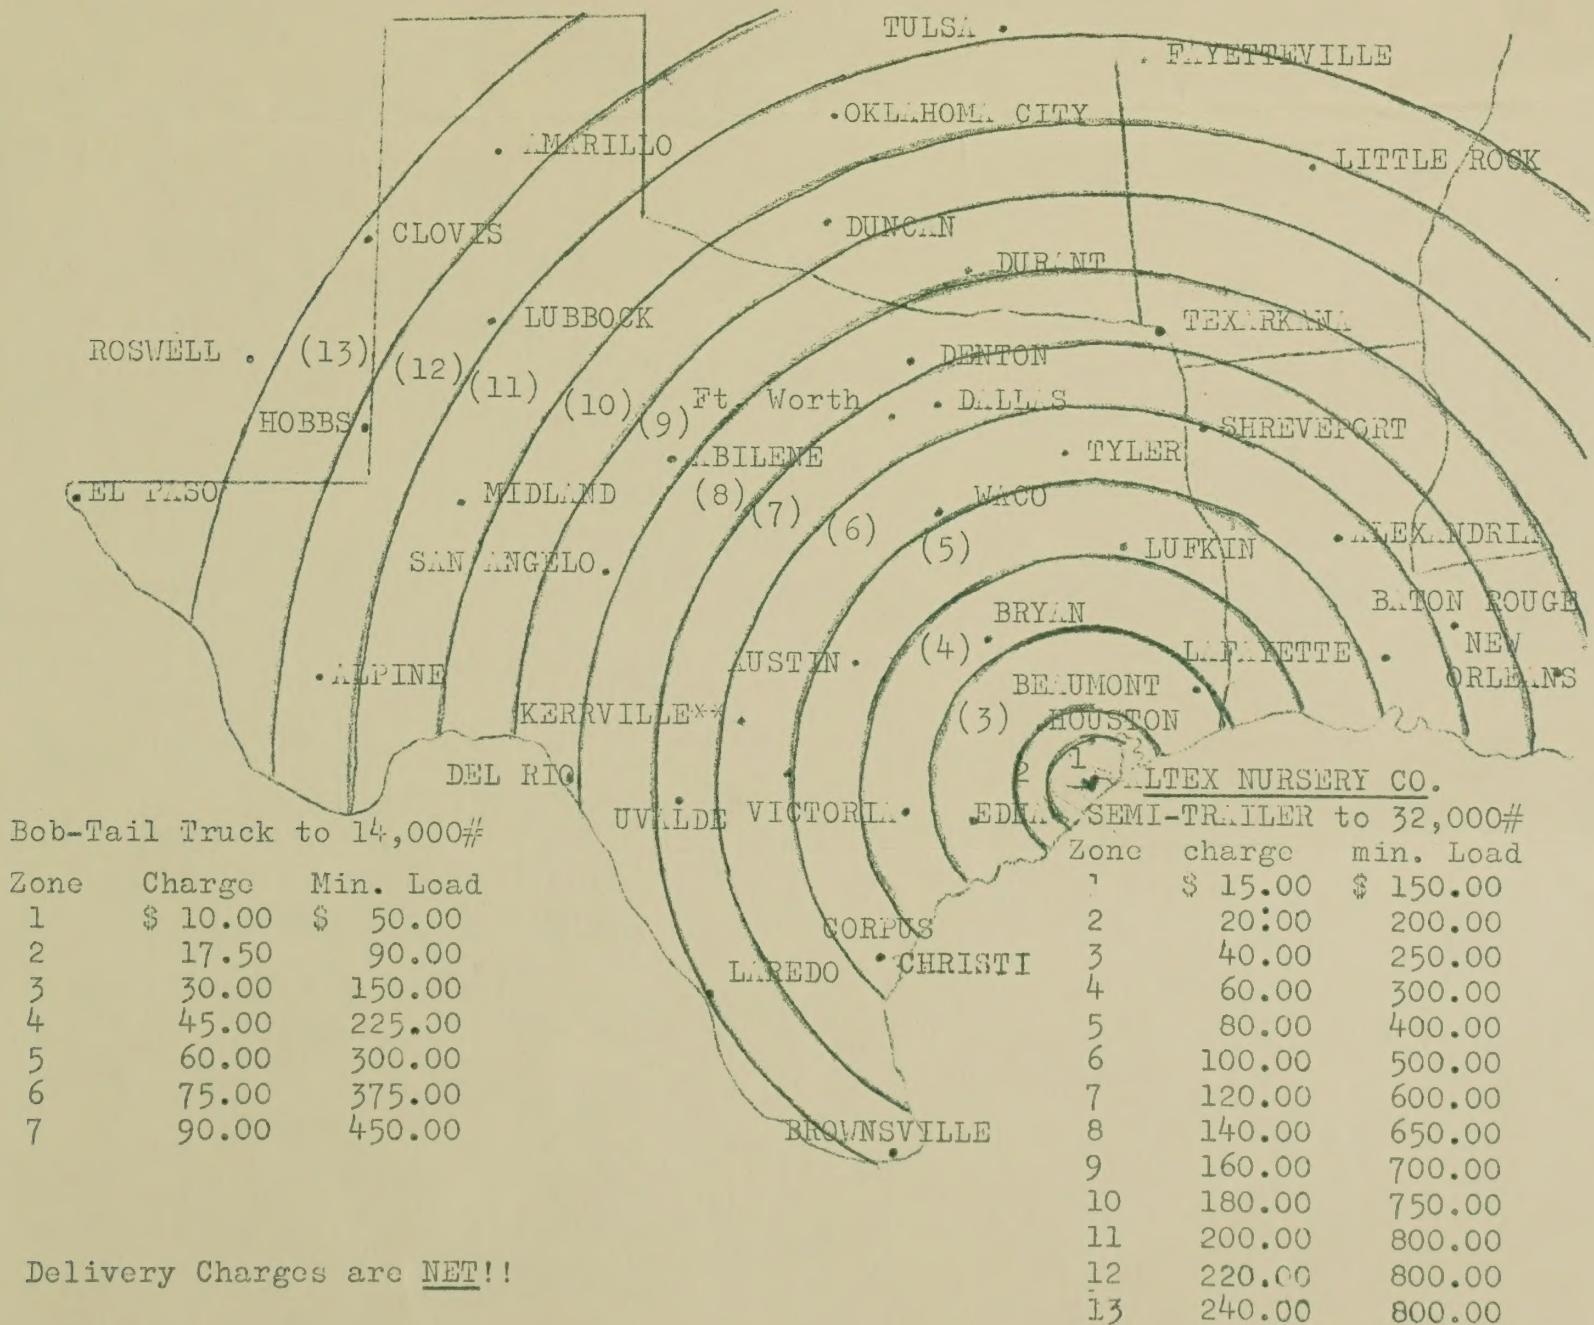 TULSA
FAYETTEVILLE
OKLAHOMA CITY
AMARILLO
LITTLE ROCK
CLOVIS
DUNCAN
DURANT
LUBBOCK
TEXARKANA
ROSWELL
(13)
(12)
(11)
(10)
(9)
DENTON
Ft. Worth
DALLAS
HOBBS
SHREVEPORT
ABILENE
TYLER
EL PASO
MIDLAND
(8)
(7)
(6)
(5)
WACO
ALEXANDRIA
SAN ANGELO
LUFKIN
BATON ROUGE
BRYAN
(4)
NEW
ORLEANS
AUSTIN
LAFAYETTE
ALPINE
BEAUMONT
KERRVILLE**
(3)
HOUSTON
2
1
2
DEL RIO
ALTEX NURSERY CO.
UVALDE
VICTORIA
EDNA
CORPUS
CHRISTI
LAREDO
BROWNSVILLE
Bob-Tail Truck to 14,000#
Zone Charge Min. Load
1 $ 10.00 $ 50.00
2 17.50 90.00
3 30.00 150.00
4 45.00 225.00
5 60.00 300.00
6 75.00 375.00
7 90.00 450.00
Delivery Charges are NET!!
SEMI-TRAILER to 32,000#
Zone charge min. Load
1 $ 15.00 $ 150.00
2 20:00 200.00
3 40.00 250.00
4 60.00 300.00
5 80.00 400.00
6 100.00 500.00
7 120.00 600.00
8 140.00 650.00
9 160.00 700.00
10 180.00 750.00
11 200.00 800.00
12 220.00 800.00
13 240.00 800.00